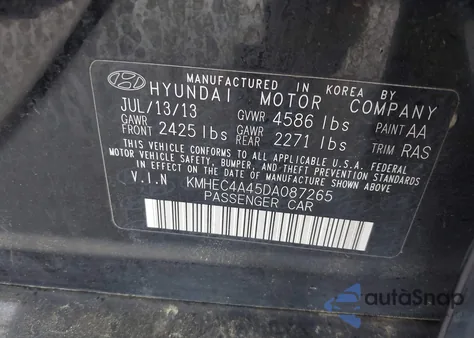 MANUFACTURED IN KOREA BY
HYUNDAI MOTOR COMPANY
JUL/13/13 GVWR 4586 lbs PAINT AA
GAWR FRONT 2425 lbs GAWR REAR 2271 lbs TRIM RAS
THIS VEHICLE CONFORMS TO ALL APPLICABLE U.S.A. FEDERAL
MOTOR VEHICLE SAFETY, BUMPER, AND THEFT PREVENTION
STANDARDS IN EFFECT ON THE DATE OF MANUFACTURE SHOWN ABOVE.
V.I.N KMHEC4A45DA087265
PASSENGER CAR
autoSnap